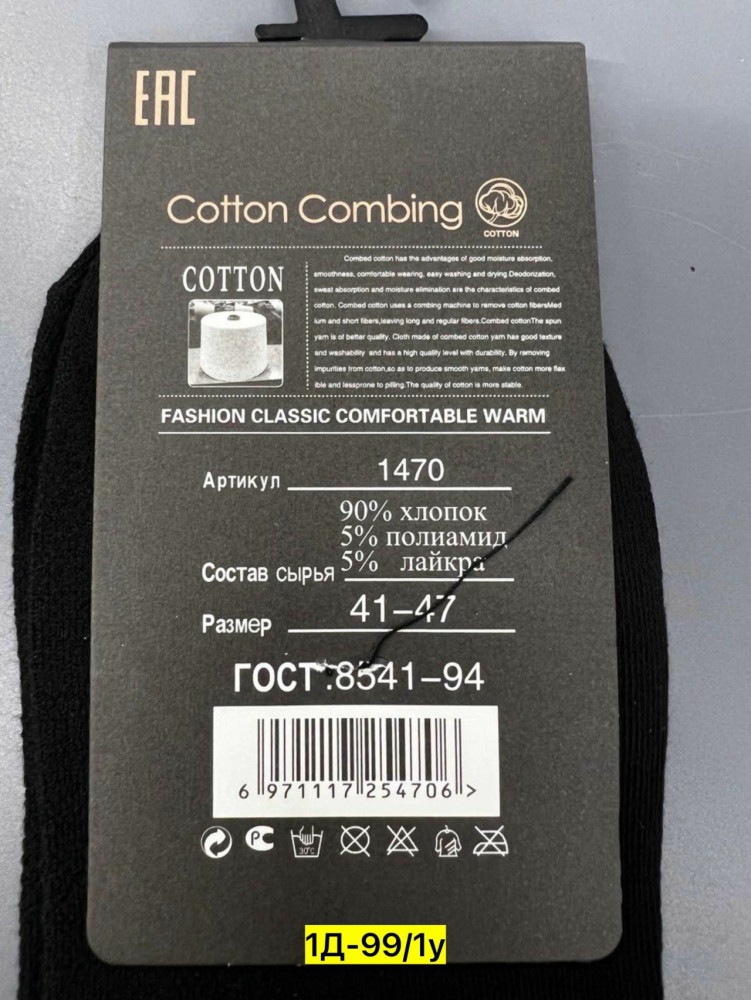 EAC
Cotton Combing
COTTON
COTTON
Combed cotton has the advantages of good moisture absorption,
smoothness, comfortable wearing, easy washing and drying Deodorization,
sweat absorption and moisture elimination are the characteristics of combed
cotton. Combed cotton uses a combing machine to remove cotton fibersMed
ium and short fibers,leaving long and regular fibers.Combed cottonThe spun
yarn is of better quality. Cloth made of combed cotton yarn has good texture
and washability and has a high quality level with durability. By removing
impurities from cotton,so as to produce smooth yarns, make cotton more flex
ible and lessprone to pilling.The quality of cotton is more stable.
FASHION CLASSIC COMFORTABLE WARM
Артикул 1470
90% хлопок
5% полиамид
Состав сырья 5% лайкра
Размер 41–47
ГОСТ:8541–94
6 971117 254706 >
PC
30°C
1Д-99/1у